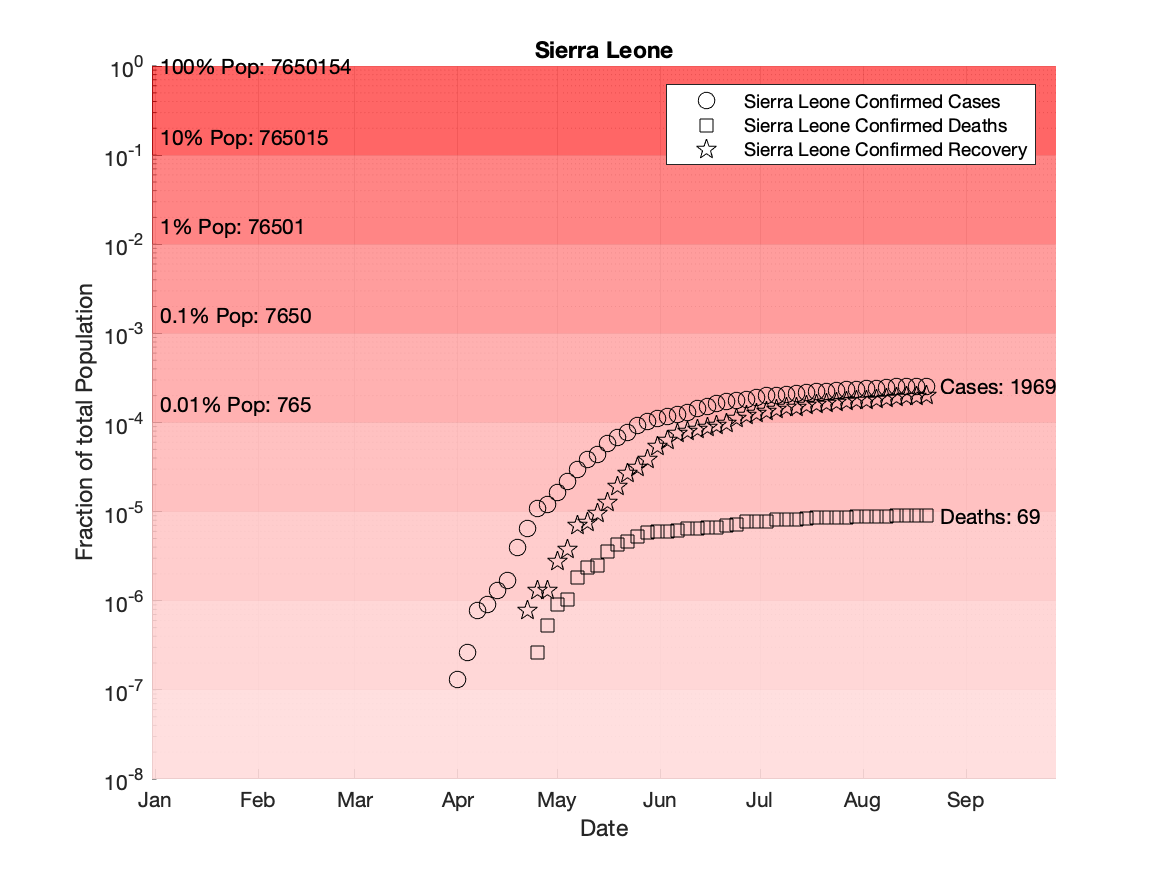 Sierra Leone
10^0
10^-1
10^-2
10^-3
10^-4
10^-5
10^-6
10^-7
10^-8
Fraction of total Population
100% Pop: 7650154
10% Pop: 765015
1% Pop: 76501
0.1% Pop: 7650
0.01% Pop: 765
Sierra Leone Confirmed Cases
Sierra Leone Confirmed Deaths
Sierra Leone Confirmed Recovery
Cases: 1969
Deaths: 69
Jan Feb Mar Apr May Jun Jul Aug Sep
Date